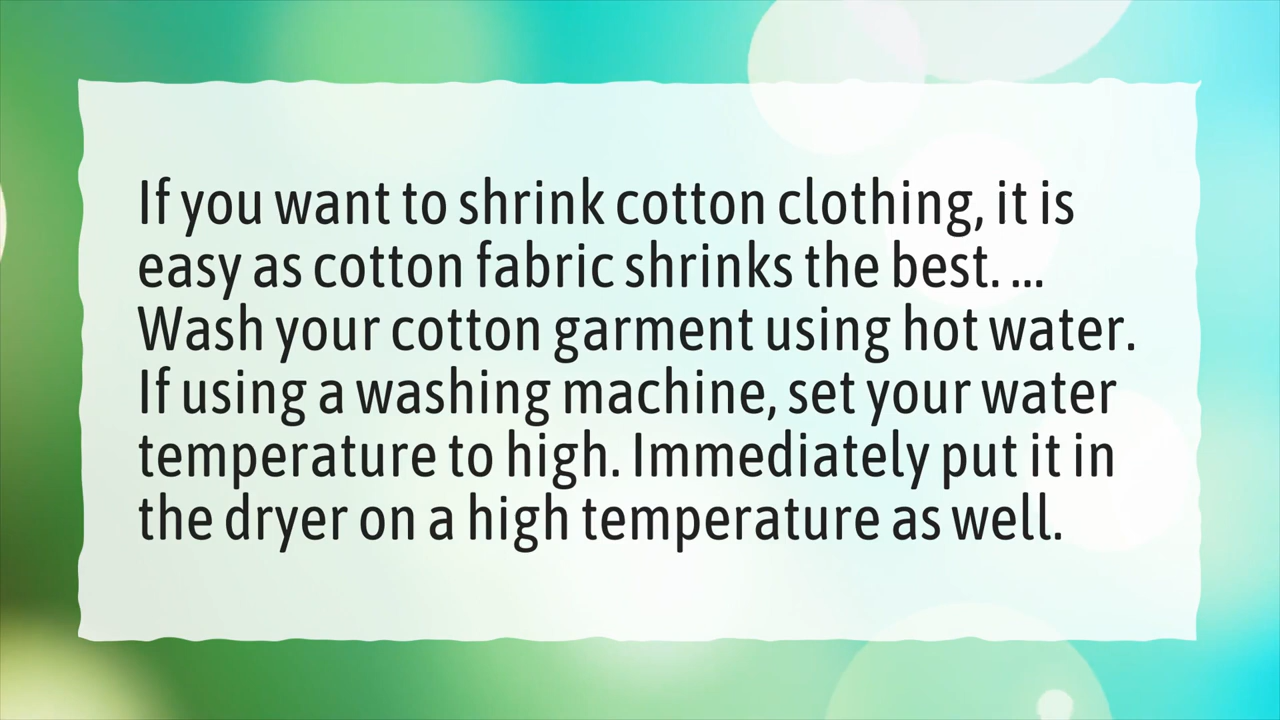 If you want to shrink cotton clothing, it is
easy as cotton fabric shrinks the best. ...
Wash your cotton garment using hot water.
If using a washing machine, set your water
temperature to high. Immediately put it in
the dryer on a high temperature as well.